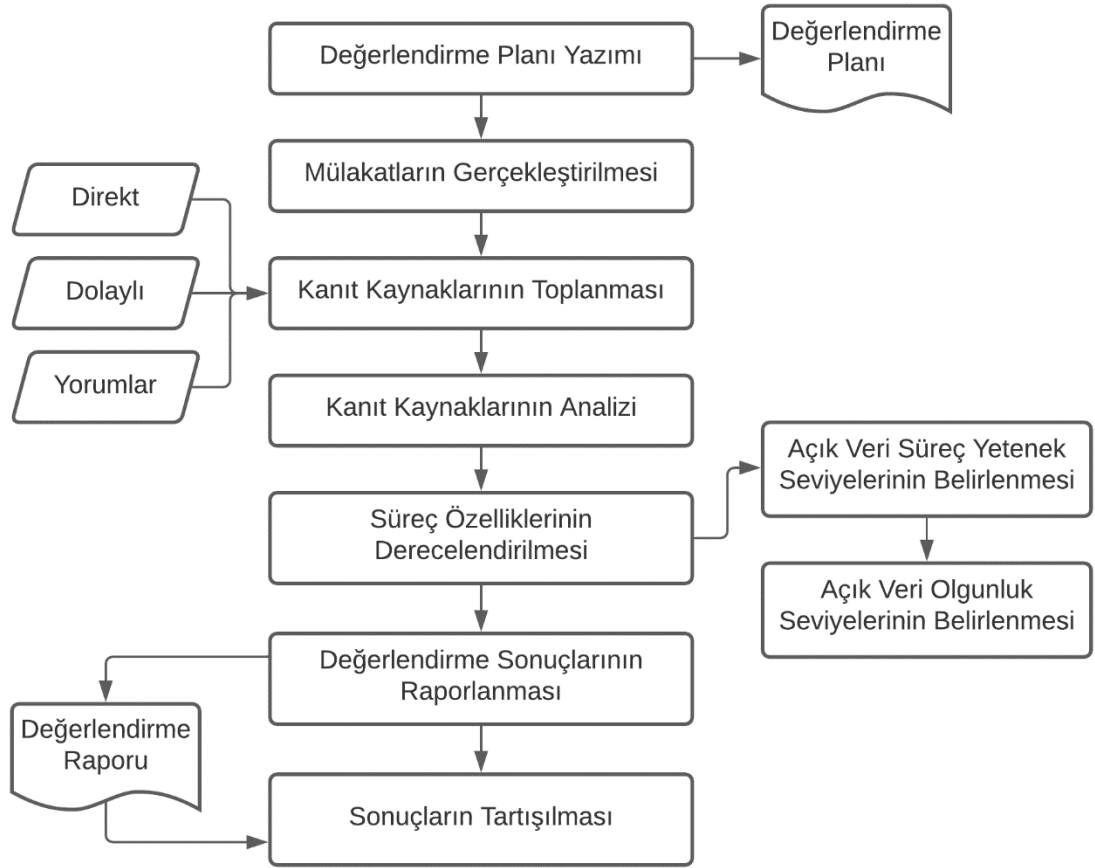 Değerlendirme Planı Yazımı
Değerlendirme
Planı
Mülakatların Gerçekleştirilmesi
Direkt
Dolaylı
Yorumlar
Kanıt Kaynaklarının Toplanması
Kanıt Kaynaklarının Analizi
Süreç Özelliklerinin
Derecelendirilmesi
Açık Veri Süreç Yetenek
Seviyelerinin Belirlenmesi
Açık Veri Olgunluk
Seviyelerinin Belirlenmesi
Değerlendirme Sonuçlarının
Raporlanması
Değerlendirme
Raporu
Sonuçların Tartışılması